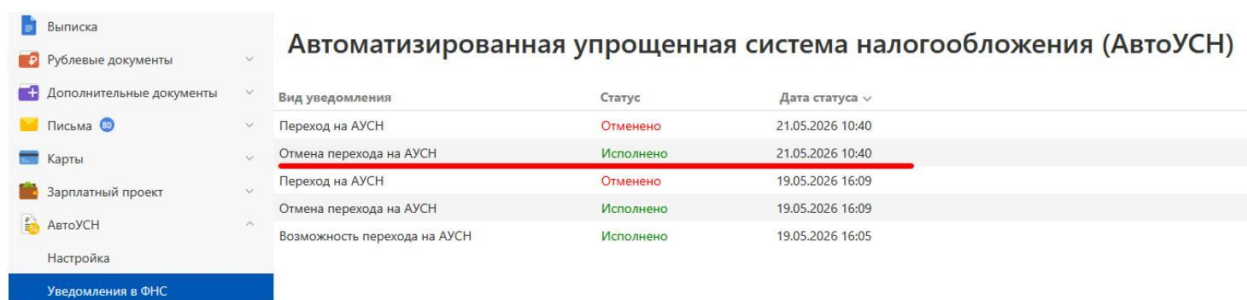 Выписка
Рублевые документы
Дополнительные документы
Письма 80
Карты
Зарплатный проект
АвтоУСН
Настройка
Уведомления в ФНС
Автоматизированная упрощенная система налогообложения (АвтоУСН)
Вид уведомления Статус Дата статуса
Переход на АУСН Отменено 21.05.2026 10:40
Отмена перехода на АУСН Исполнено 21.05.2026 10:40
Переход на АУСН Отменено 19.05.2026 16:09
Отмена перехода на АУСН Исполнено 19.05.2026 16:09
Возможность перехода на АУСН Исполнено 19.05.2026 16:05